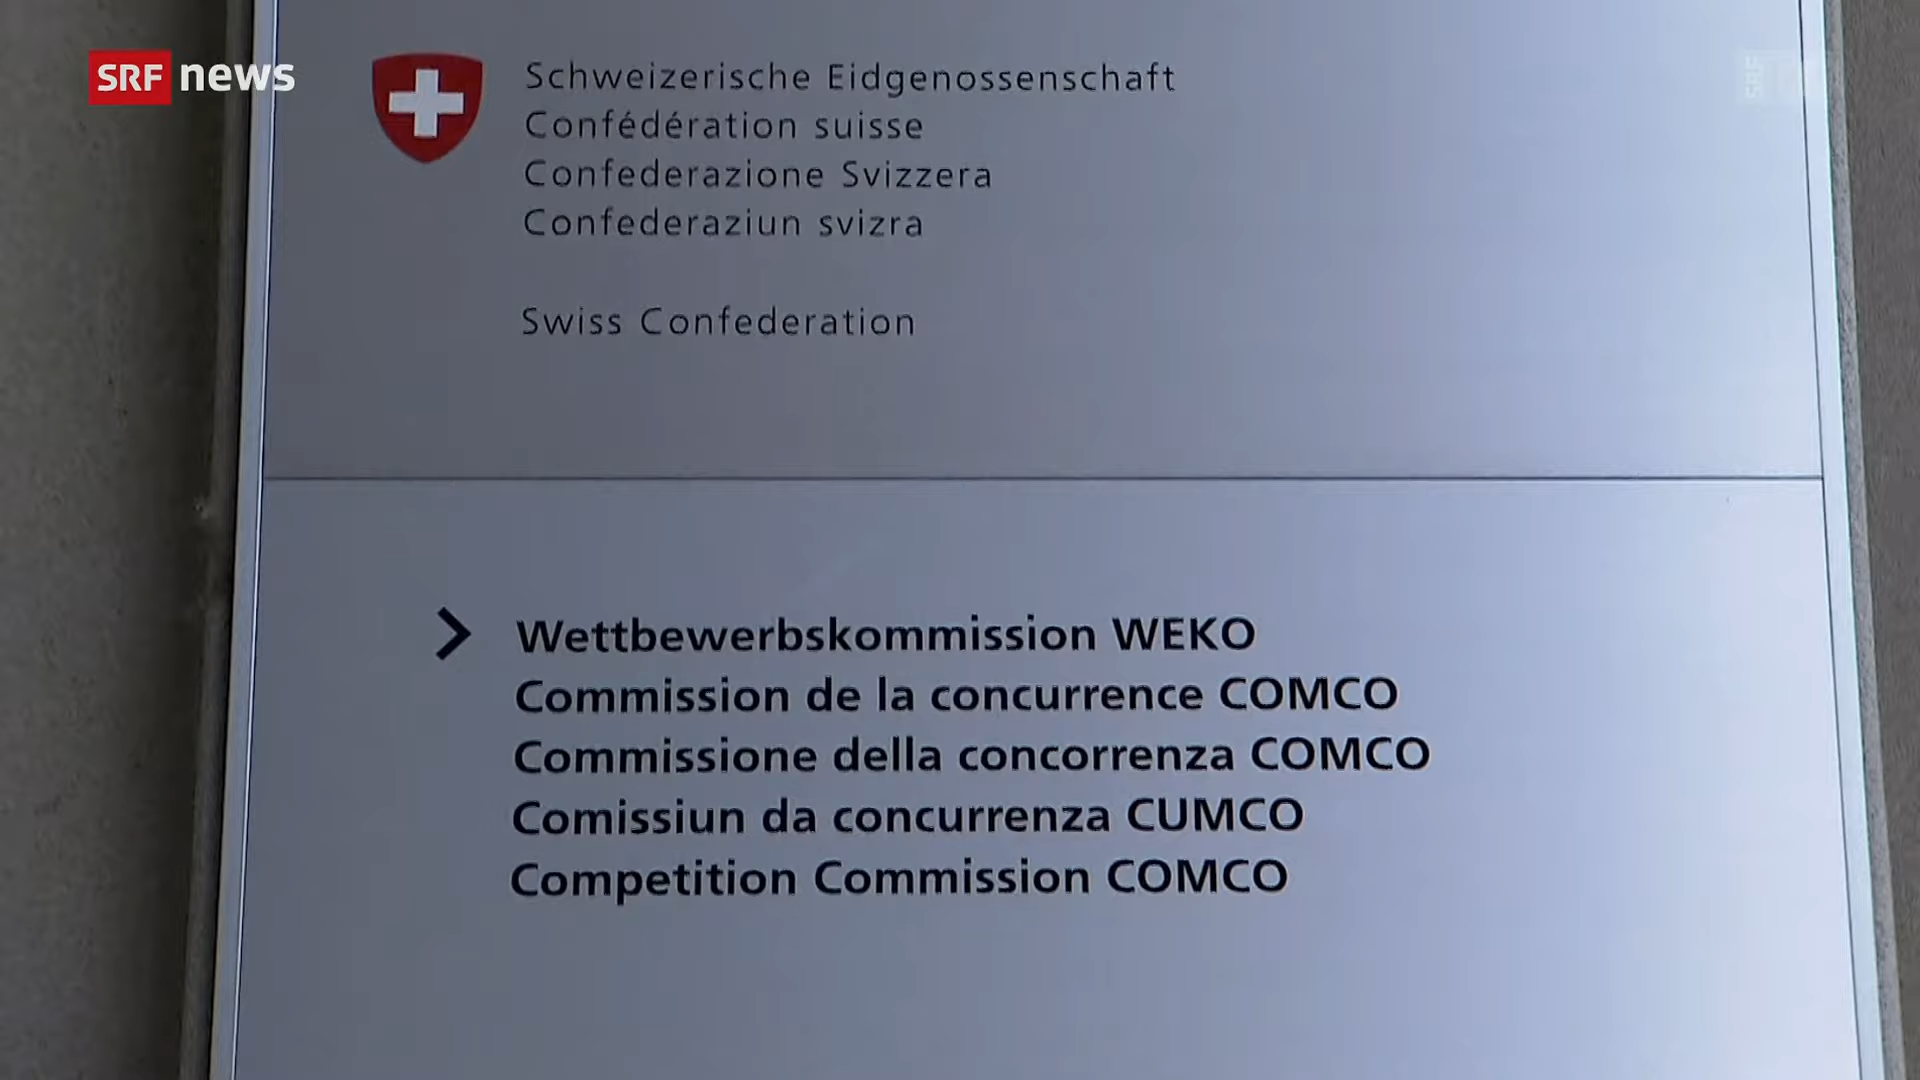 SRF news
Schweizerische Eidgenossenschaft
Confédération suisse
Confederazione Svizzera
Confederaziun svizra
Swiss Confederation
Wettbewerbskommission WEKO
Commission de la concurrence COMCO
Commissione della concorrenza COMCO
Comissiun da concurrenza CUMCO
Competition Commission COMCO